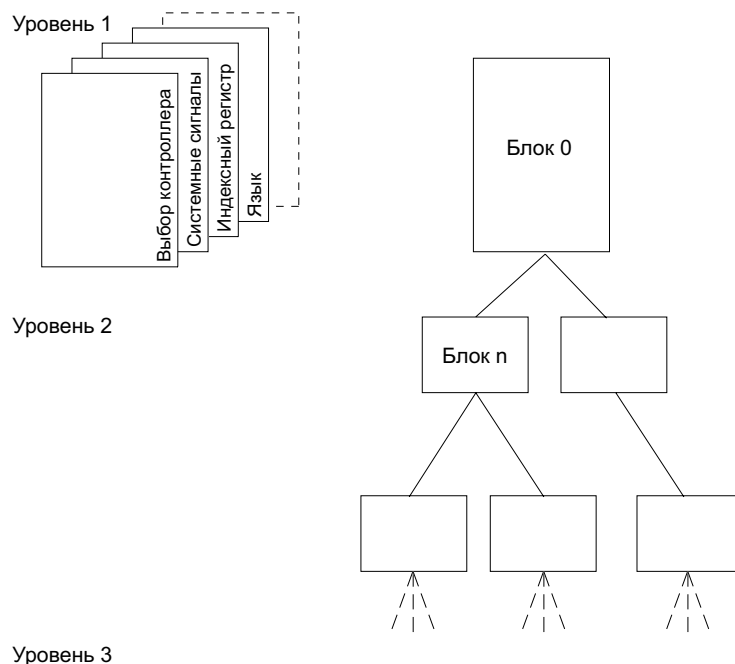 Уровень 1
Выбор контроллера
Системные сигналы
Индексный регистр
Язык
Блок 0
Уровень 2
Блок n
Уровень 3